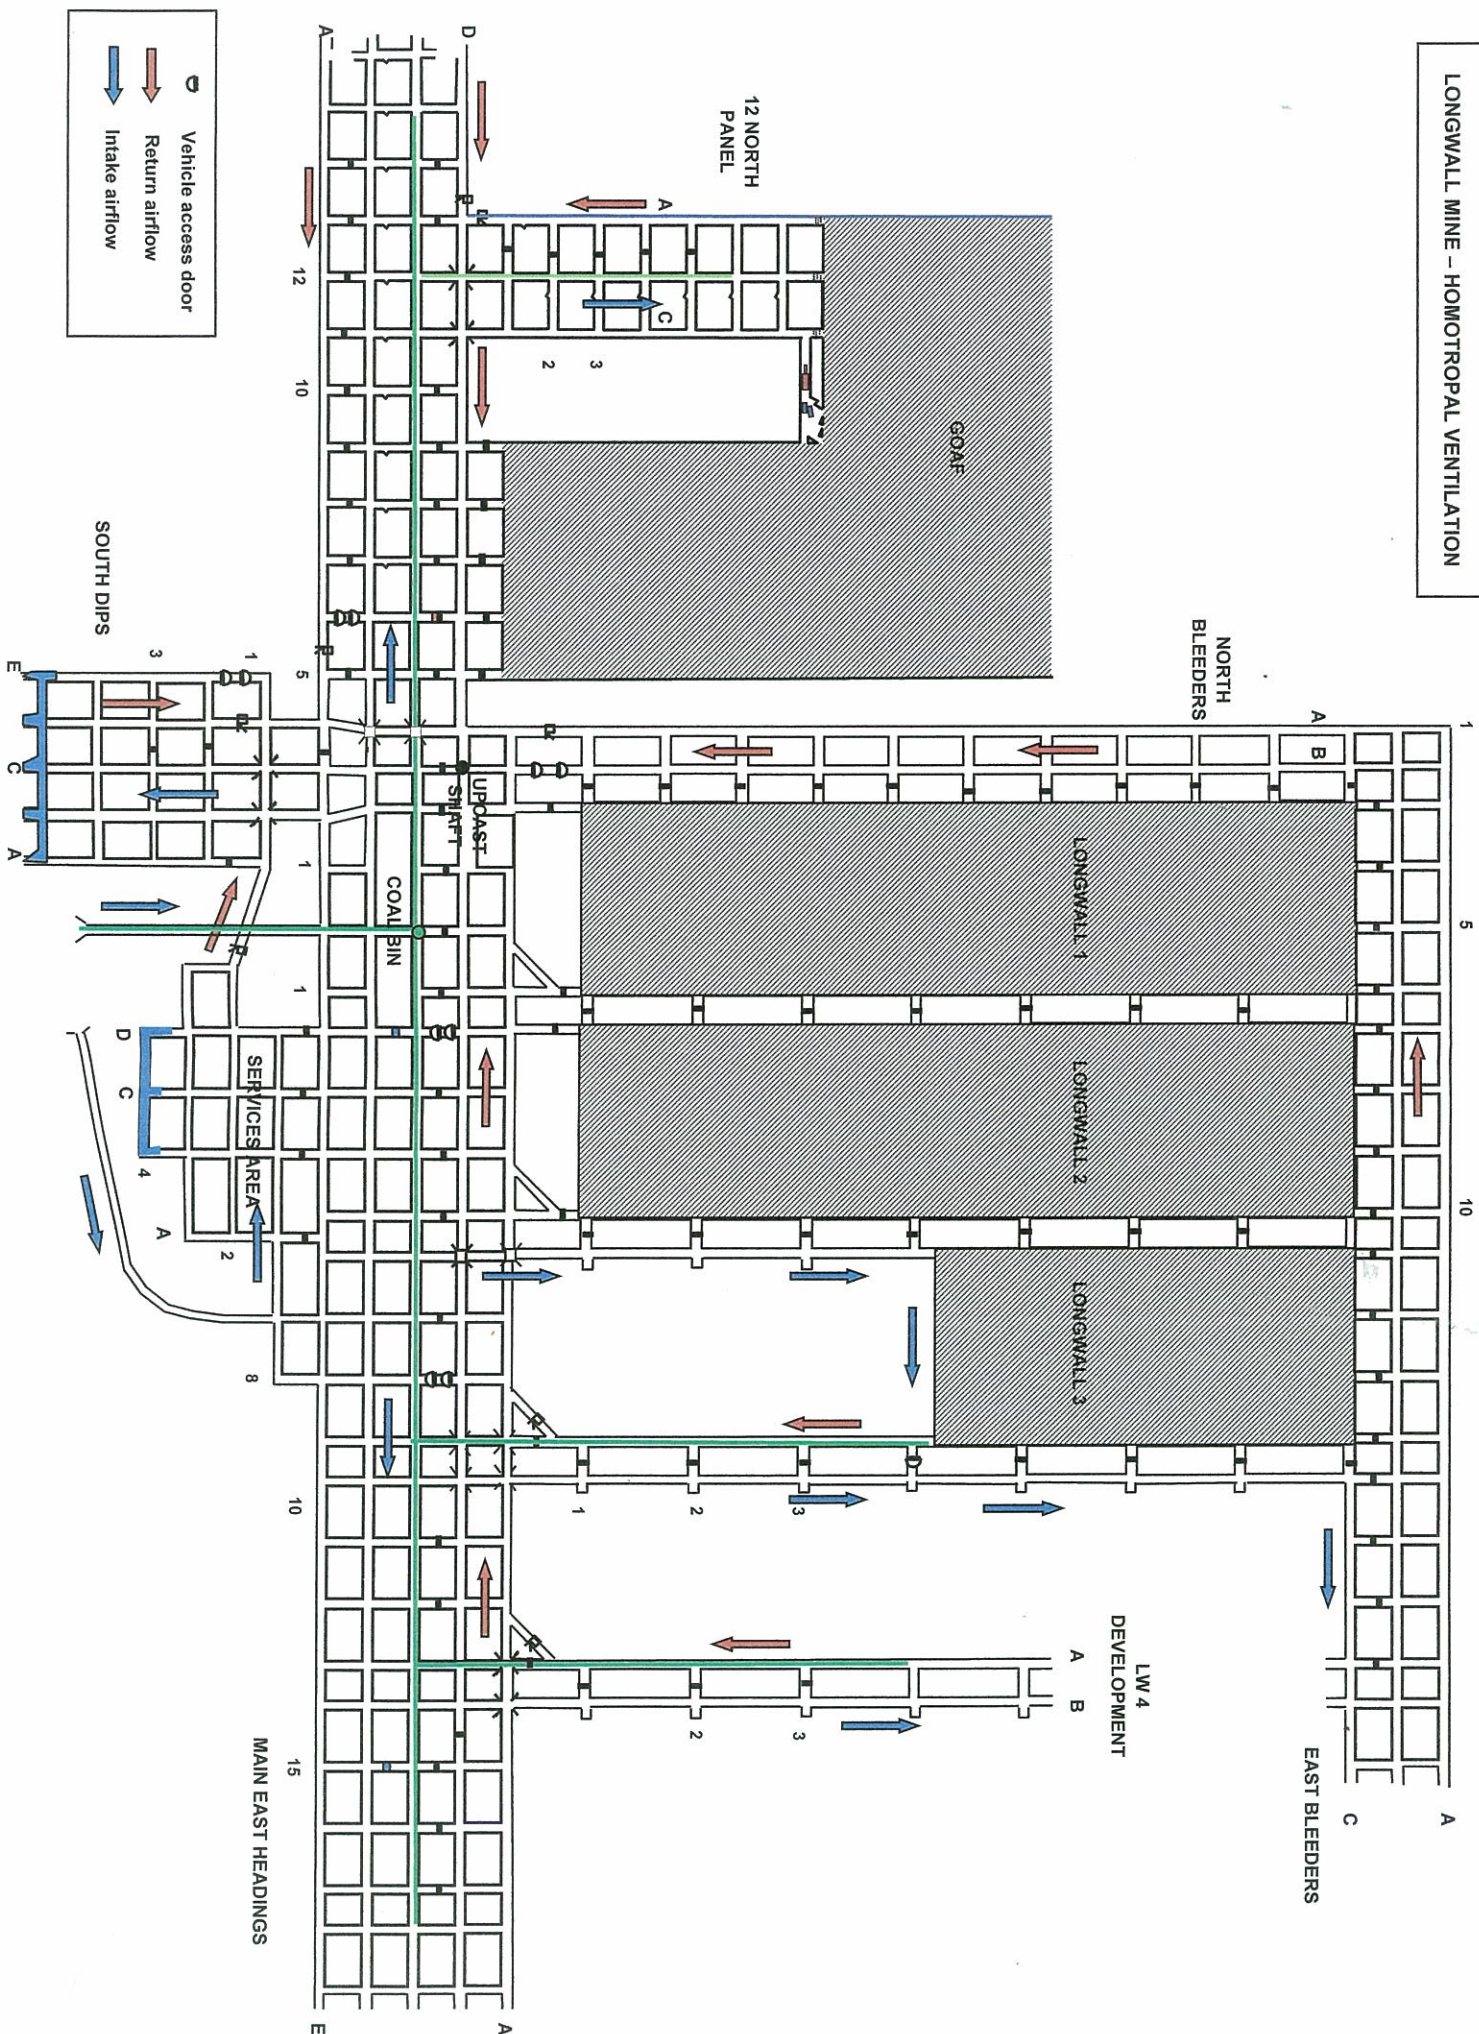 LONGWALL MINE – HOMOTROPAL VENTILATION
1
5
10
A
C
A
B
NORTH
BLEEDERS
EAST BLEEDERS
LONGWALL 1
LONGWALL 2
LONGWALL 3
LW 4
DEVELOPMENT
A
B
GOAF
12 NORTH
PANEL
A
C
2
3
1
2
3
2
3
D
A
UPCAST
SHAFT
COAL BIN
A
E
12
10
5
1
1
10
15
MAIN EAST HEADINGS
SERVICES AREA
8
2
A
4
D
C
1
3
SOUTH DIPS
E
C
A
Vehicle access door
Return airflow
Intake airflow